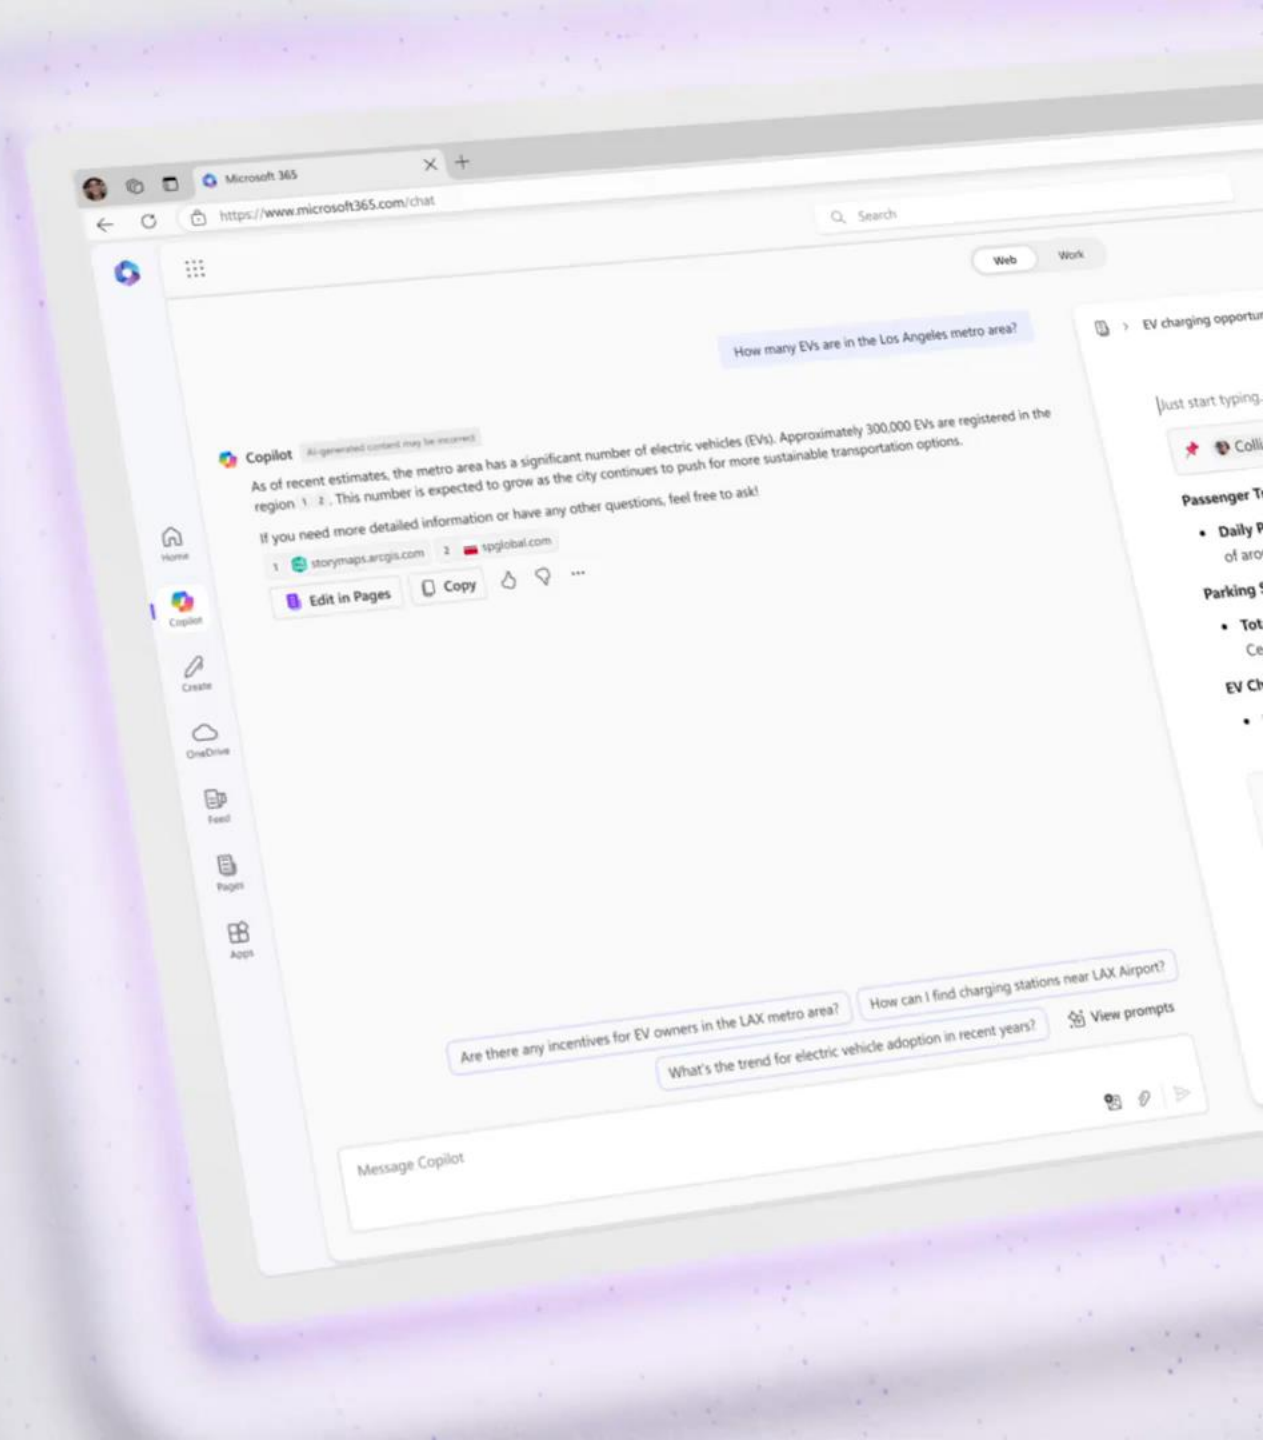 Microsoft 365
https://www.microsoft365.com/chat
Search
Web
Work
How many EVs are in the Los Angeles metro area?
Copilot
AI-generated content may be incorrect
As of recent estimates, the metro area has a significant number of electric vehicles (EVs). Approximately 300,000 EVs are registered in the
region 1 2 . This number is expected to grow as the city continues to push for more sustainable transportation options.
If you need more detailed information or have any other questions, feel free to ask!
1 storymaps.arcgis.com 2 spglobal.com
Edit in Pages
Copy
Home
Copilot
Create
OneDrive
Feed
Pages
Apps
Are there any incentives for EV owners in the LAX metro area?
How can I find charging stations near LAX Airport?
What's the trend for electric vehicle adoption in recent years?
View prompts
Message Copilot
EV charging
Just start typing.
Passenger
• Daily
of
Parking
•
EV
•